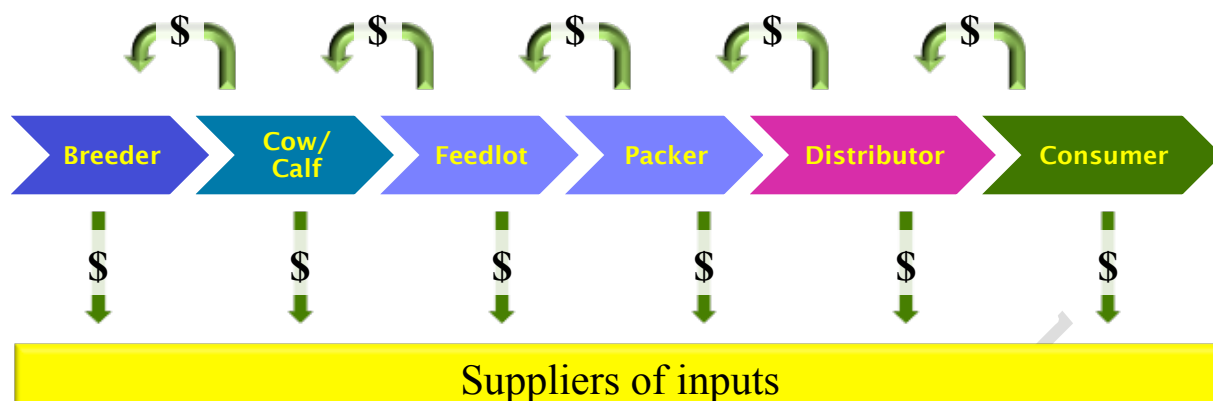 $ $ $ $ $
Breeder
Cow/
Calf
Feedlot
Packer
Distributor
Consumer
$ $ $ $ $ $
Suppliers of inputs